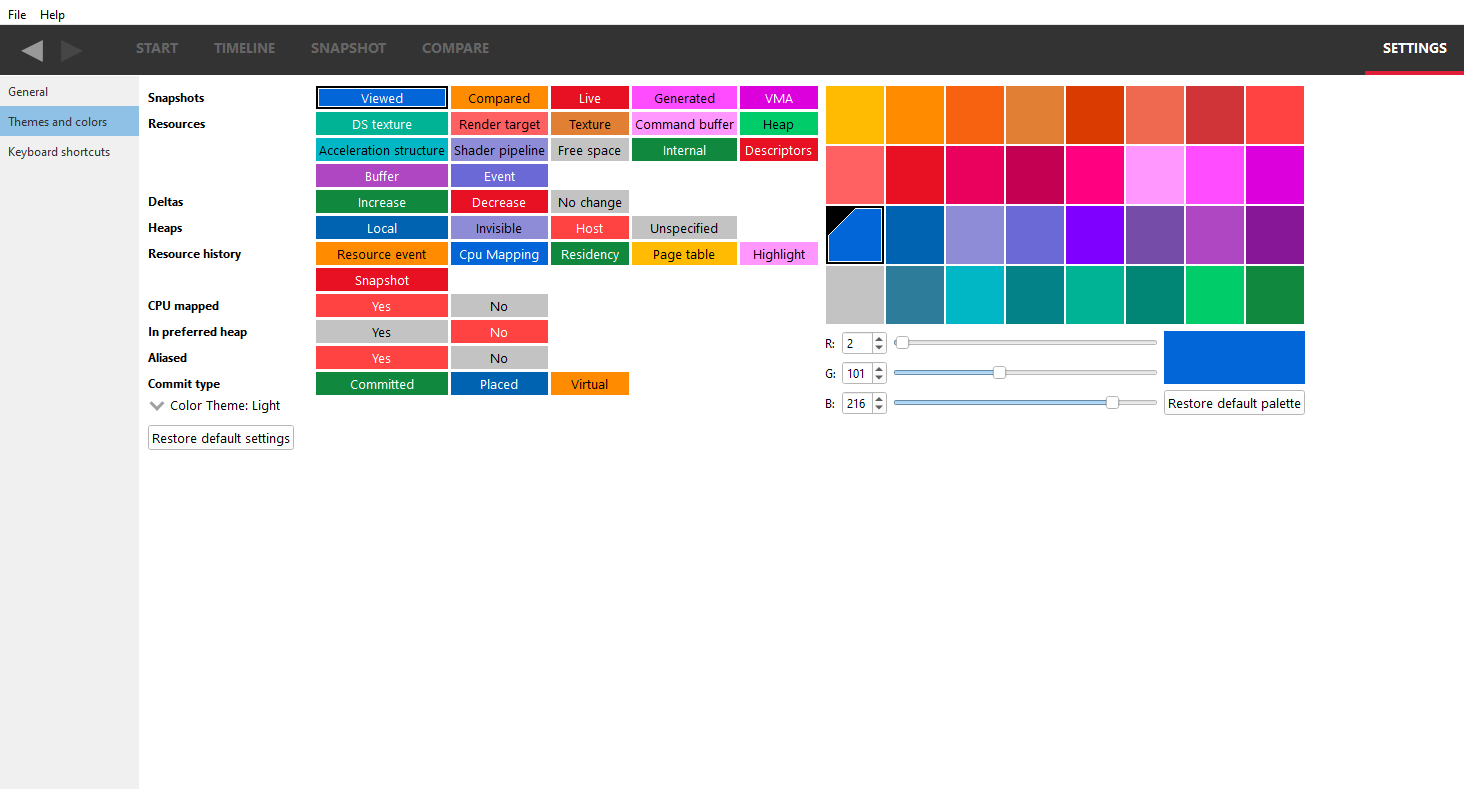 File Help
START TIMELINE SNAPSHOT COMPARE SETTINGS
General
Themes and colors
Keyboard shortcuts
Snapshots Viewed Compared Live Generated VMA
Resources DS texture Render target Texture Command buffer Heap
Acceleration structure Shader pipeline Free space Internal Descriptors
Buffer Event
Deltas Increase Decrease No change
Heaps Local Invisible Host Unspecified
Resource history Resource event Cpu Mapping Residency Page table Highlight
Snapshot
CPU mapped Yes No
In preferred heap Yes No
Aliased Yes No
Commit type Committed Placed Virtual
Color Theme: Light
Restore default settings
R: 2
G: 101
B: 216
Restore default palette